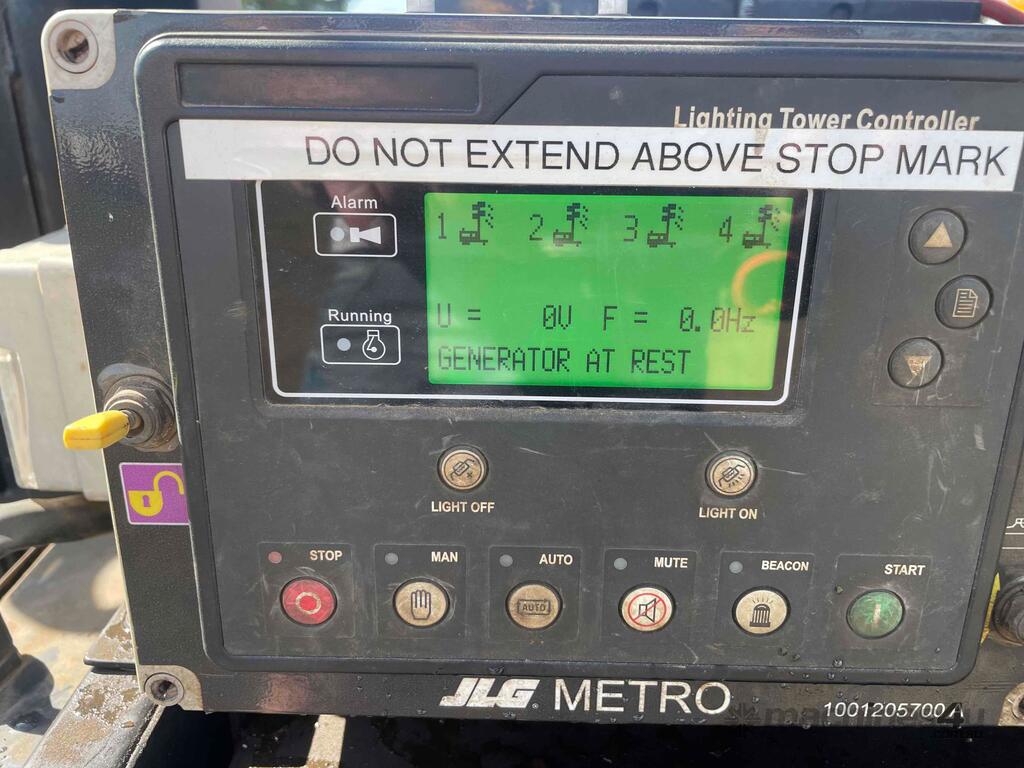 Lighting Tower Controller
DO NOT EXTEND ABOVE STOP MARK
Alarm
1 2 3 4
Running
U = 0V F = 0.0Hz
GENERATOR AT REST
LIGHT OFF
LIGHT ON
STOP MAN AUTO MUTE BEACON START
AUTO
JLG METRO
1001205700A